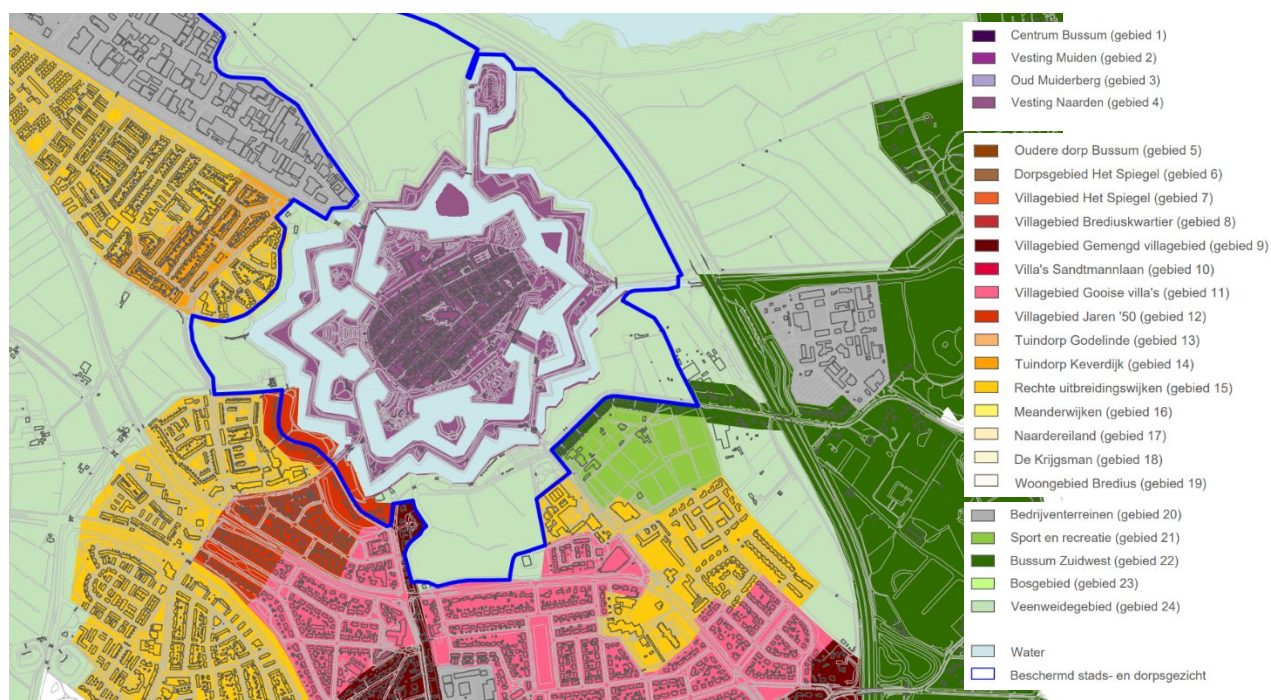 Centrum Bussum (gebied 1)
Vesting Muiden (gebied 2)
Oud Muiderberg (gebied 3)
Vesting Naarden (gebied 4)
Oudere dorp Bussum (gebied 5)
Dorpsgebied Het Spiegel (gebied 6)
Villagebied Het Spiegel (gebied 7)
Villagebied Brediuskwartier (gebied 8)
Villagebied Gemengd villagebied (gebied 9)
Villa's Sandtmannlaan (gebied 10)
Villagebied Gooise villa's (gebied 11)
Villagebied Jaren '50 (gebied 12)
Tuindorp Godelinde (gebied 13)
Tuindorp Keverdijk (gebied 14)
Rechte uitbreidingswijken (gebied 15)
Meanderwijken (gebied 16)
Naardereiland (gebied 17)
De Krijgsman (gebied 18)
Woongebied Bredius (gebied 19)
Bedrijventerreinen (gebied 20)
Sport en recreatie (gebied 21)
Bussum Zuidwest (gebied 22)
Bosgebied (gebied 23)
Veenweidegebied (gebied 24)
Water
Beschermd stads- en dorpsgezicht